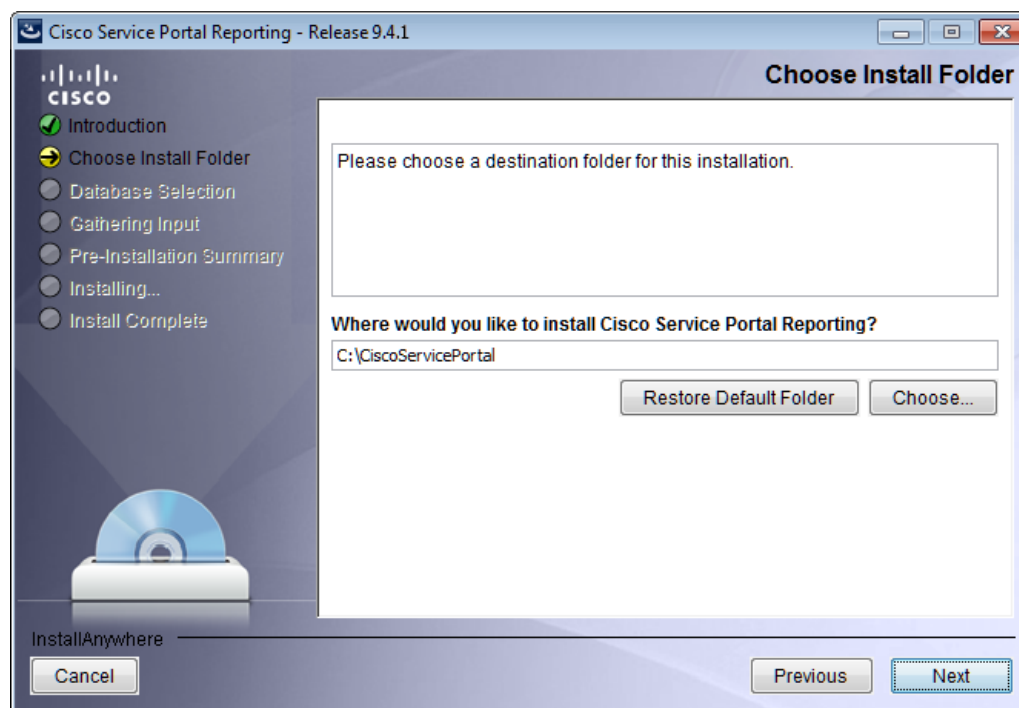 Cisco Service Portal Reporting - Release 9.4.1
CISCO
Choose Install Folder
Introduction
Choose Install Folder
Database Selection
Gathering Input
Pre-Installation Summary
Installing...
Install Complete
Please choose a destination folder for this installation.
Where would you like to install Cisco Service Portal Reporting?
C:\CiscoServicePortal
Restore Default Folder
Choose...
InstallAnywhere
Cancel
Previous
Next